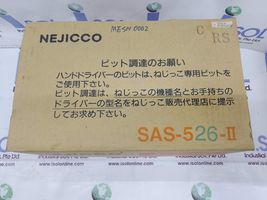 NEJICCO
MESH 0002
C
RS
ビット調達のお願い
ハンドドライバーのビットは、ねじっこ専用ビットを
ご使用下さい。
ビット調達は、ねじっこの機種名とお手持ちの
ドライバーの型名をねじっこ販売代理店に提示
してお求め下さい。
SAS-526-II